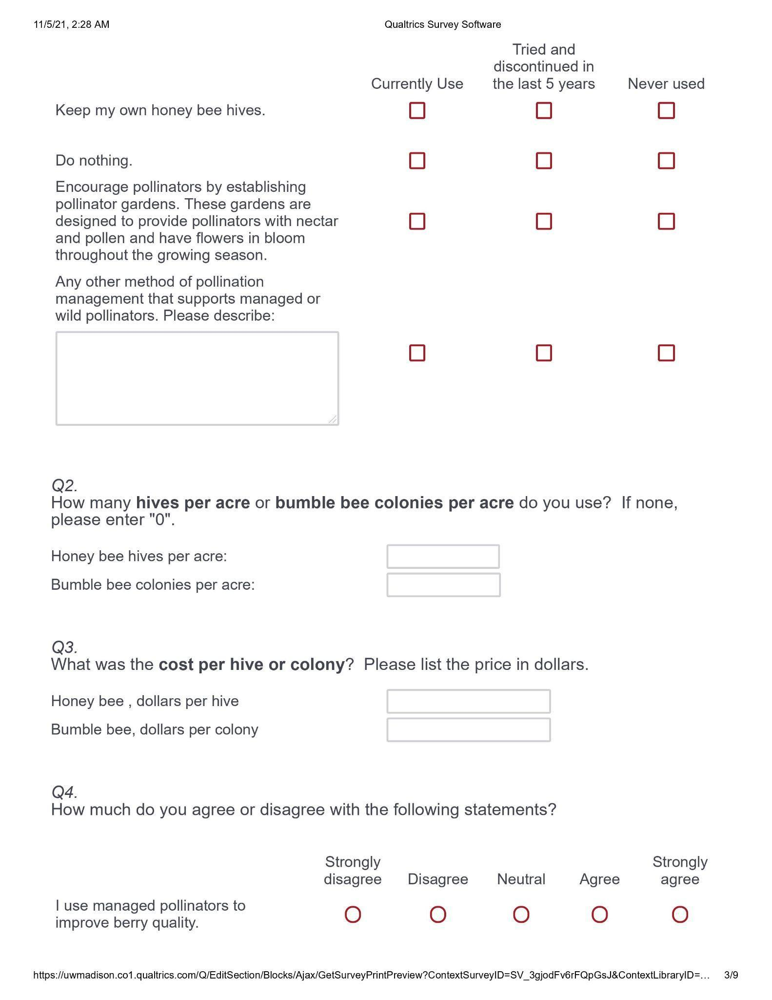 11/5/21, 2:28 AM
Qualtrics Survey Software
Tried and
discontinued in
Currently Use the last 5 years Never used
Keep my own honey bee hives.
Do nothing.
Encourage pollinators by establishing
pollinator gardens. These gardens are
designed to provide pollinators with nectar
and pollen and have flowers in bloom
throughout the growing season.
Any other method of pollination
management that supports managed or
wild pollinators. Please describe:
Q2.
How many hives per acre or bumble bee colonies per acre do you use?  If none,
please enter "0".
Honey bee hives per acre:
Bumble bee colonies per acre:
Q3.
What was the cost per hive or colony?  Please list the price in dollars.
Honey bee , dollars per hive
Bumble bee, dollars per colony
Q4.
How much do you agree or disagree with the following statements?
Strongly Strongly
disagree Disagree Neutral Agree agree
I use managed pollinators to
improve berry quality.
https://uwmadison.co1.qualtrics.com/Q/EditSection/Blocks/Ajax/GetSurveyPrintPreview?ContextSurveyID=SV_3gjodFv6rFQpGsJ&ContextLibraryID=… 3/9